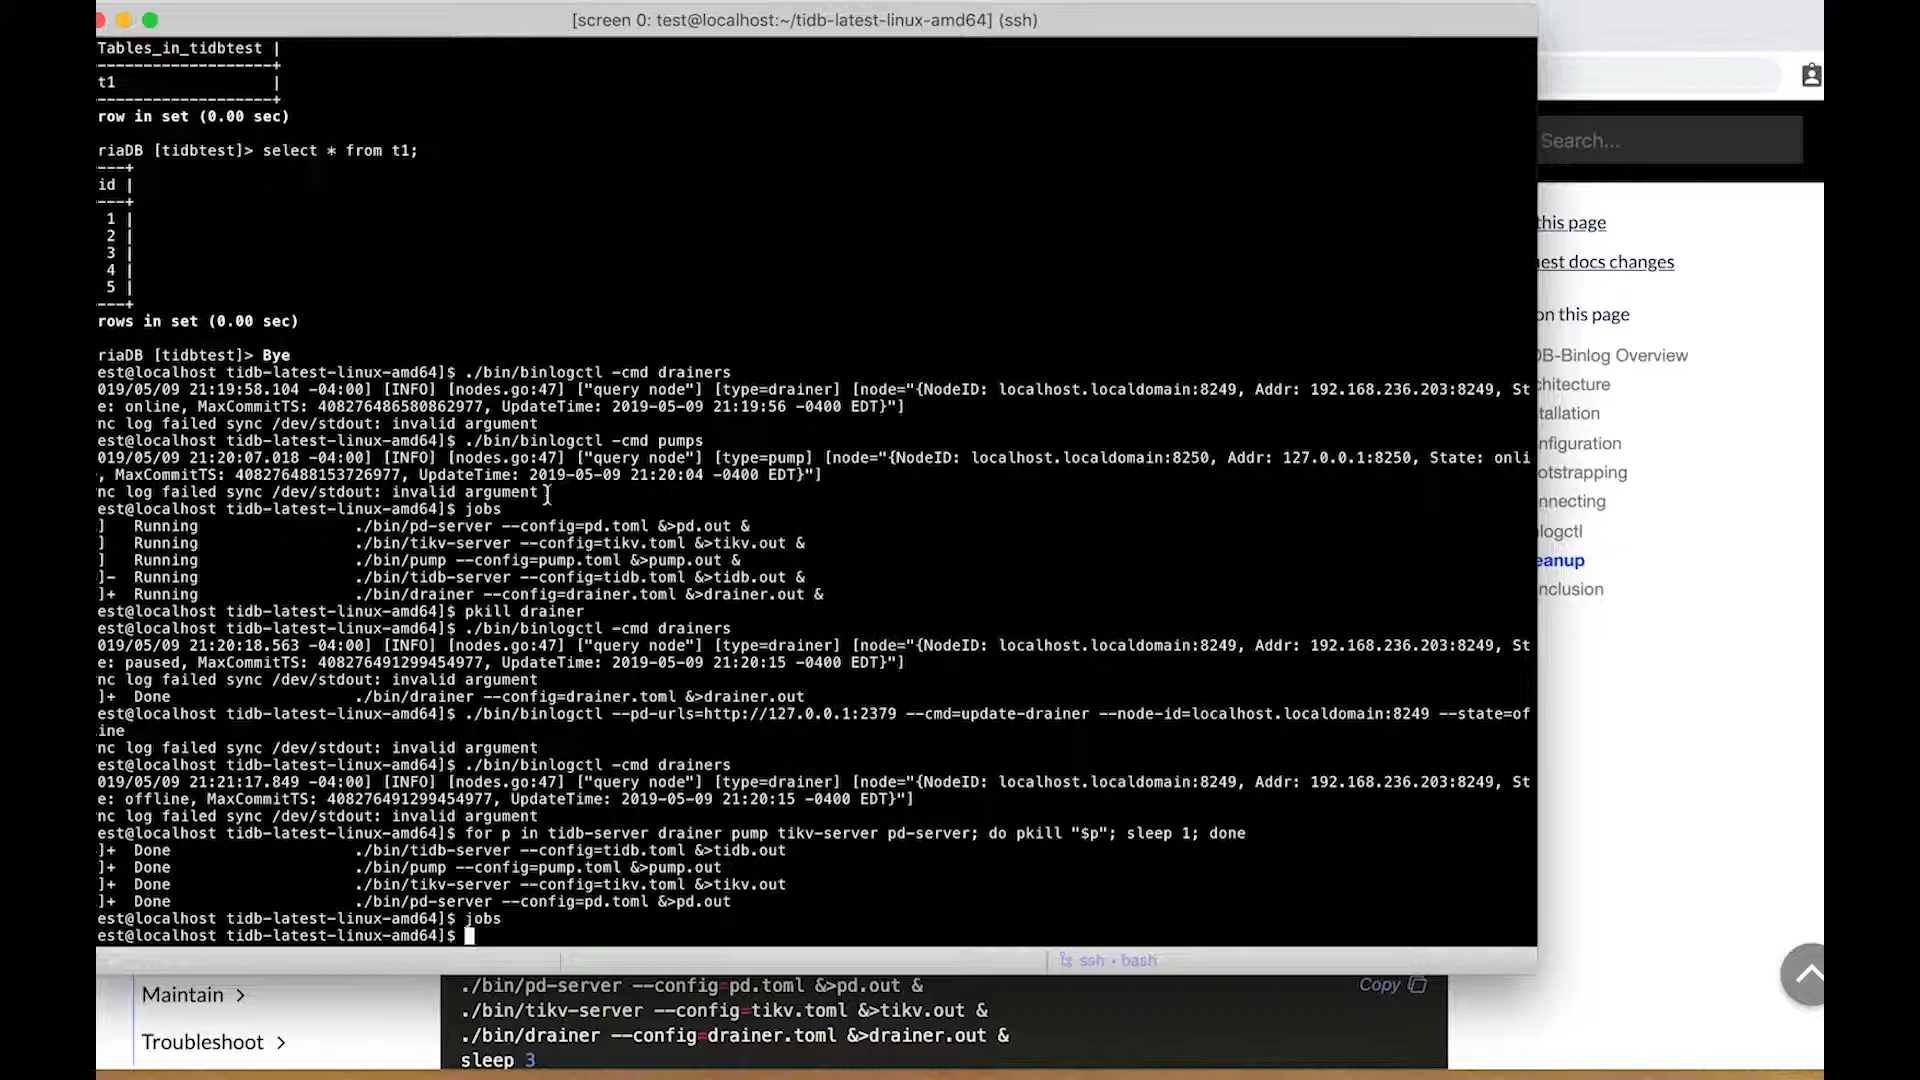 [screen 0: test@localhost:~/tidb-latest-linux-amd64] (ssh)
Tables_in_tidbtest |
-------------------+
t1                 |
-------------------+
row in set (0.00 sec)
riaDB [tidbtest]> select * from t1;
---+
id |
---+
1 |
2 |
3 |
4 |
5 |
---+
rows in set (0.00 sec)
riaDB [tidbtest]> Bye
est@localhost tidb-latest-linux-amd64]$ ./bin/binlogctl -cmd drainers
019/05/09 21:19:58.104 -04:00] [INFO] [nodes.go:47] ["query node"] [type=drainer] [node="{NodeID: localhost.localdomain:8249, Addr: 192.168.236.203:8249, St
e: online, MaxCommitTS: 408276486580862977, UpdateTime: 2019-05-09 21:19:56 -0400 EDT}"]
nc log failed sync /dev/stdout: invalid argument
est@localhost tidb-latest-linux-amd64]$ ./bin/binlogctl -cmd pumps
019/05/09 21:20:07.018 -04:00] [INFO] [nodes.go:47] ["query node"] [type=pump] [node="{NodeID: localhost.localdomain:8250, Addr: 127.0.0.1:8250, State: onli
, MaxCommitTS: 408276488153726977, UpdateTime: 2019-05-09 21:20:04 -0400 EDT}"]
nc log failed sync /dev/stdout: invalid argument
est@localhost tidb-latest-linux-amd64]$ jobs
]   Running                 ./bin/pd-server --config=pd.toml &>pd.out &
]   Running                 ./bin/tikv-server --config=tikv.toml &>tikv.out &
]   Running                 ./bin/pump --config=pump.toml &>pump.out &
]-  Running                 ./bin/tidb-server --config=tidb.toml &>tidb.out &
]+  Running                 ./bin/drainer --config=drainer.toml &>drainer.out &
est@localhost tidb-latest-linux-amd64]$ pkill drainer
est@localhost tidb-latest-linux-amd64]$ ./bin/binlogctl -cmd drainers
019/05/09 21:20:18.563 -04:00] [INFO] [nodes.go:47] ["query node"] [type=drainer] [node="{NodeID: localhost.localdomain:8249, Addr: 192.168.236.203:8249, St
e: paused, MaxCommitTS: 408276491299454977, UpdateTime: 2019-05-09 21:20:15 -0400 EDT}"]
nc log failed sync /dev/stdout: invalid argument
]+  Done                    ./bin/drainer --config=drainer.toml &>drainer.out
est@localhost tidb-latest-linux-amd64]$ ./bin/binlogctl --pd-urls=http://127.0.0.1:2379 --cmd=update-drainer --node-id=localhost.localdomain:8249 --state=of
ine
nc log failed sync /dev/stdout: invalid argument
est@localhost tidb-latest-linux-amd64]$ ./bin/binlogctl -cmd drainers
019/05/09 21:21:17.849 -04:00] [INFO] [nodes.go:47] ["query node"] [type=drainer] [node="{NodeID: localhost.localdomain:8249, Addr: 192.168.236.203:8249, St
e: offline, MaxCommitTS: 408276491299454977, UpdateTime: 2019-05-09 21:20:15 -0400 EDT}"]
nc log failed sync /dev/stdout: invalid argument
est@localhost tidb-latest-linux-amd64]$ for p in tidb-server drainer pump tikv-server pd-server; do pkill "$p"; sleep 1; done
]+  Done                    ./bin/tidb-server --config=tidb.toml &>tidb.out
]+  Done                    ./bin/pump --config=pump.toml &>pump.out
]+  Done                    ./bin/tikv-server --config=tikv.toml &>tikv.out
]+  Done                    ./bin/pd-server --config=pd.toml &>pd.out
est@localhost tidb-latest-linux-amd64]$ jobs
est@localhost tidb-latest-linux-amd64]$
ssh • bash
Search...
this page
uest docs changes
on this page
DB-Binlog Overview
chitecture
tallation
nfiguration
otstrapping
nnecting
logctl
eanup
nclusion
Maintain >
Troubleshoot >
./bin/pd-server --config=pd.toml &>pd.out &
./bin/tikv-server --config=tikv.toml &>tikv.out &
./bin/drainer --config=drainer.toml &>drainer.out &
sleep 3
Copy